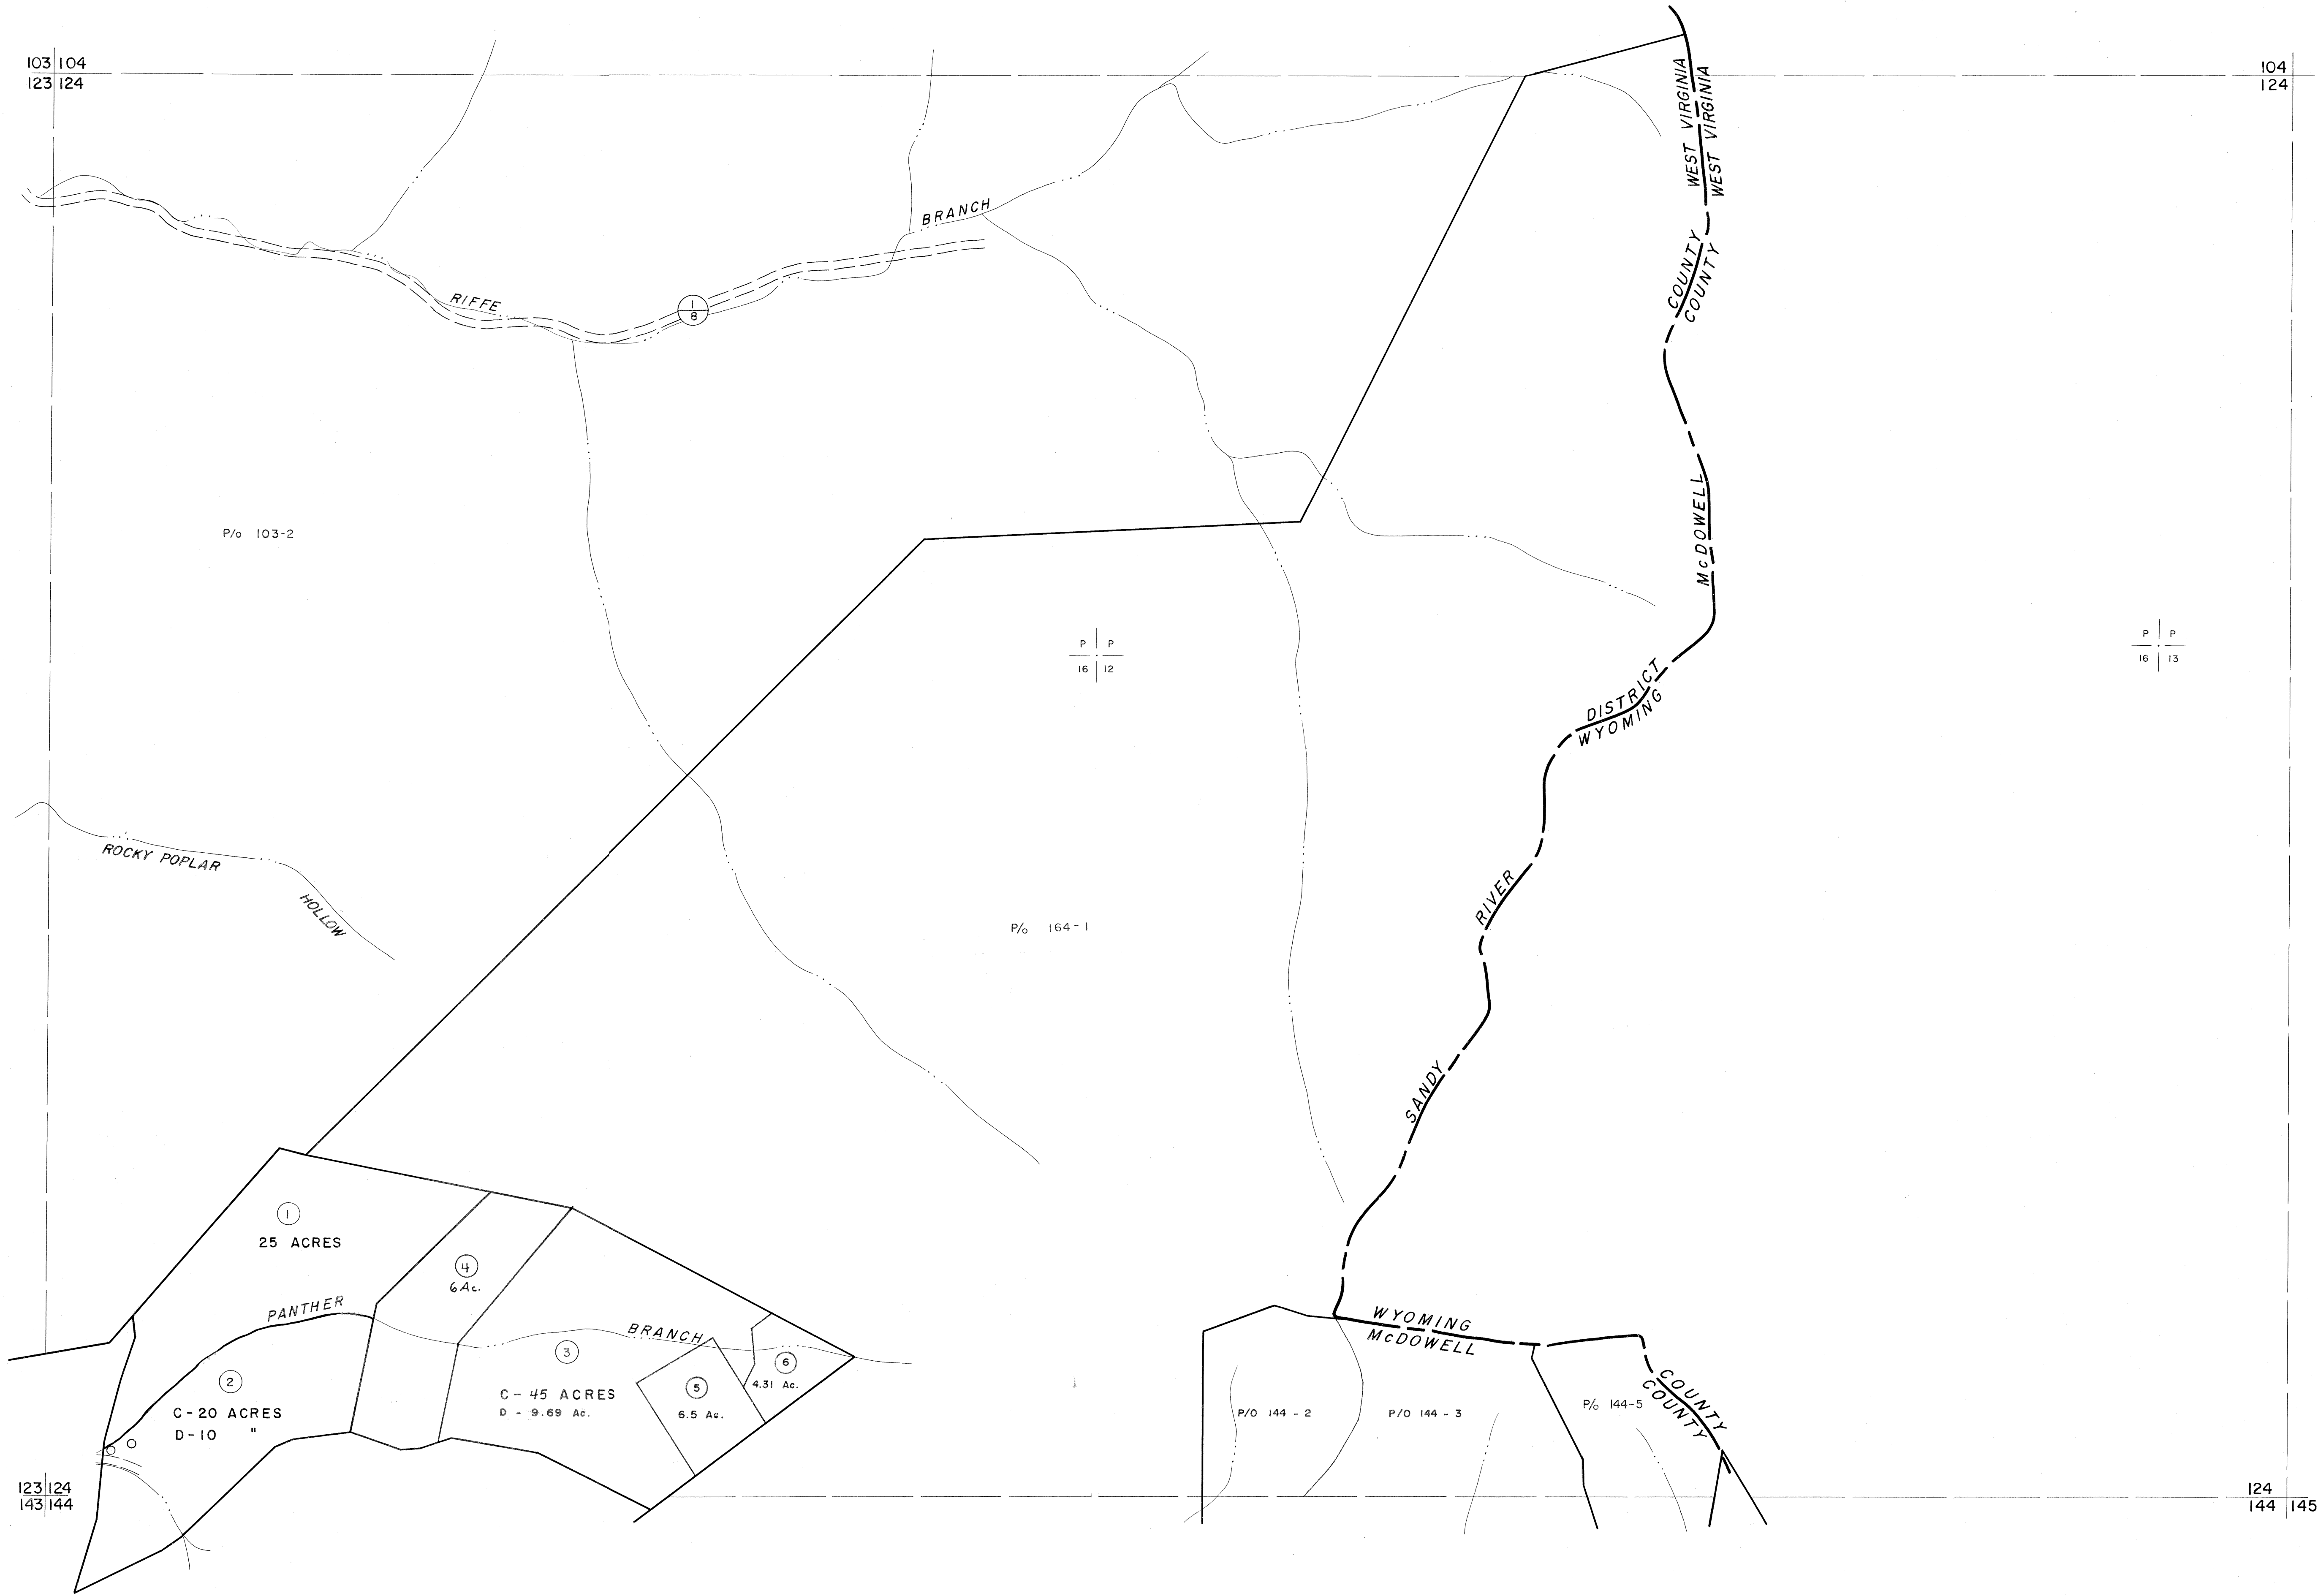 103 104
123 124
104
124
WEST VIRGINIA
WEST VIRGINIA
BRANCH
COUNTY
COUNTY
RIFFE
1
8
McDOWELL
P/o 103-2
P P
16 12
P P
16 13
DISTRICT
WYOMING
ROCKY POPLAR
HOLLOW
RIVER
P/o 164-1
SANDY
1
25 ACRES
4
6 Ac.
PANTHER
BRANCH
WYOMING
McDOWELL
3
C-45 ACRES
D - 9.69 Ac.
6
4.31 Ac.
5
6.5 Ac.
2
C-20 ACRES
D-10 "
P/O 144 - 2
P/O 144 - 3
P/o 144-5
COUNTY
COUNTY
123 124
143 144
124
144 145